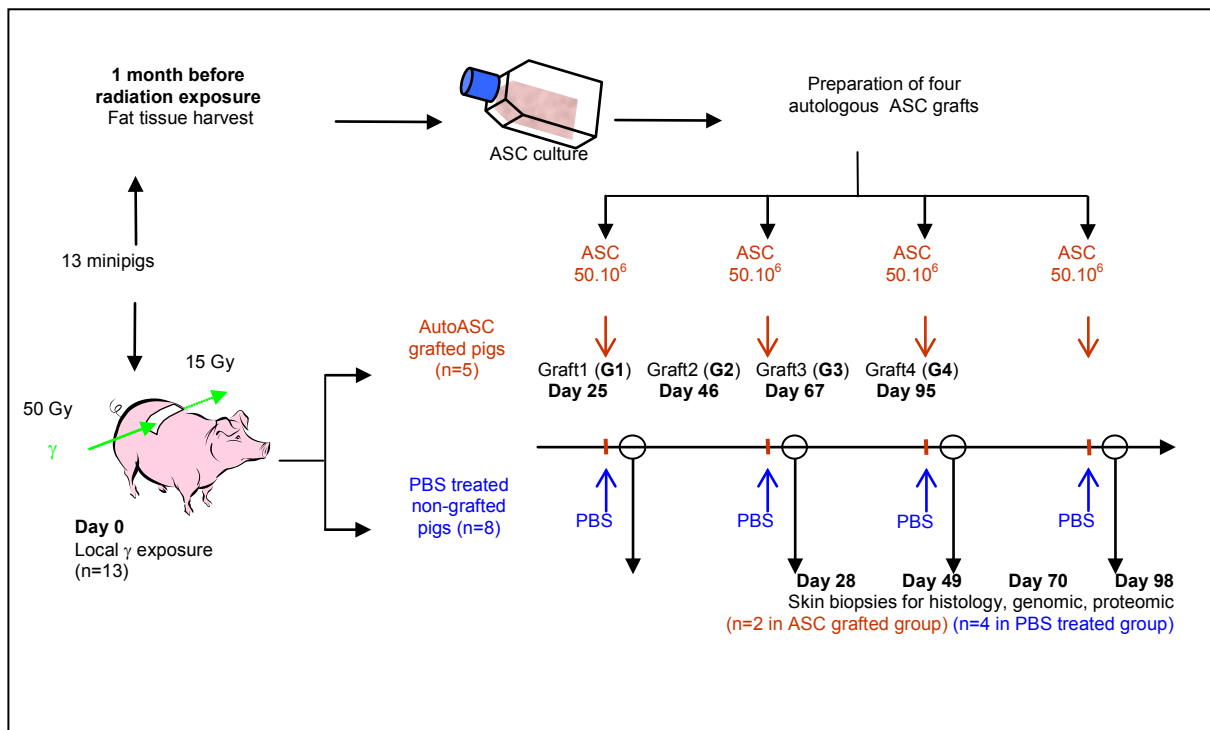 1 month before
radiation exposure
Fat tissue harvest
ASC culture
Preparation of four
autologous ASC grafts
13 minipigs
ASC
50.10⁶
ASC
50.10⁶
ASC
50.10⁶
ASC
50.10⁶
15 Gy
50 Gy
γ
AutoASC
grafted pigs
(n=5)
Graft1 (G1)
Day 25
Graft2 (G2)
Day 46
Graft3 (G3)
Day 67
Graft4 (G4)
Day 95
PBS treated
non-grafted
pigs (n=8)
PBS
PBS
PBS
PBS
Day 0
Local γ exposure
(n=13)
Day 28 Day 49 Day 70 Day 98
Skin biopsies for histology, genomic, proteomic
(n=2 in ASC grafted group) (n=4 in PBS treated group)